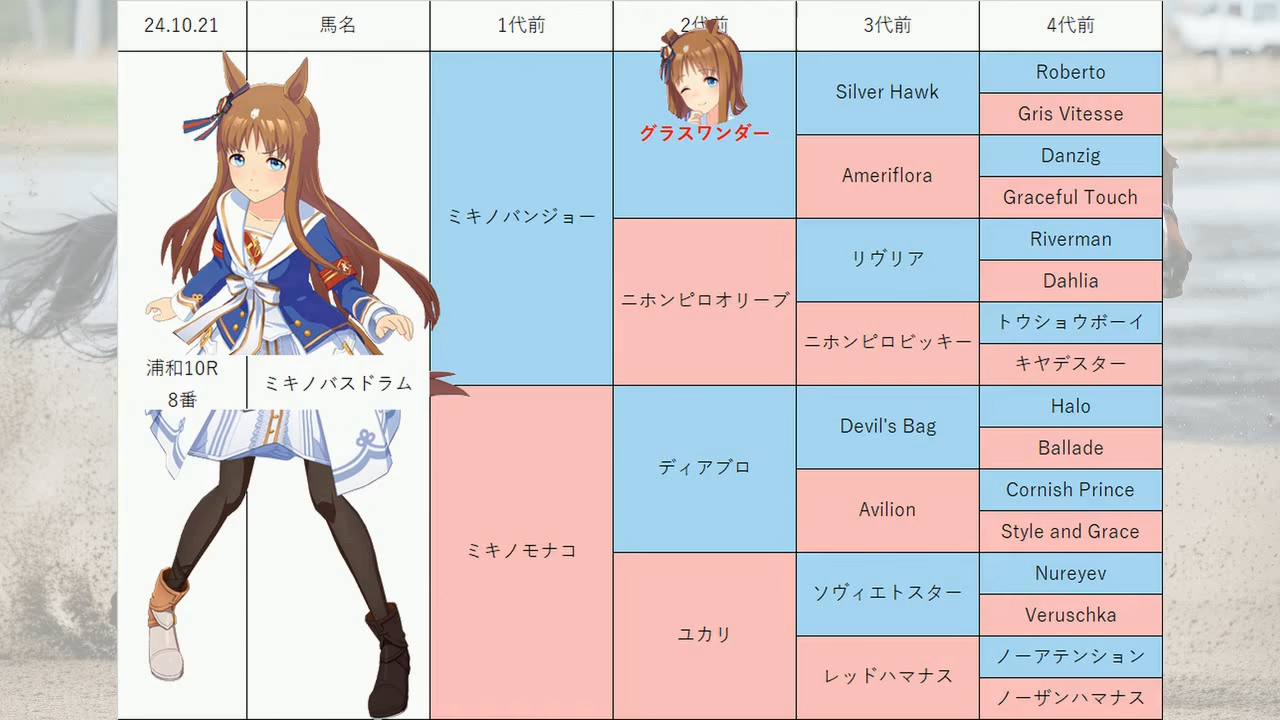 24.10.21
馬名
1代前
2代前
3代前
4代前
浦和10R
8番
ミキノバスドラム
ミキノバンジョー
ミキノモナコ
グラスワンダー
ニホンピロオリーブ
ディアブロ
ユカリ
Silver Hawk
Ameriflora
リヴリア
ニホンピロビッキー
Devil's Bag
Avilion
ソヴィエトスター
レッドハマナス
Roberto
Gris Vitesse
Danzig
Graceful Touch
Riverman
Dahlia
トウショウボーイ
キヤデスター
Halo
Ballade
Cornish Prince
Style and Grace
Nureyev
Veruschka
ノーアテンション
ノーザンハマナス